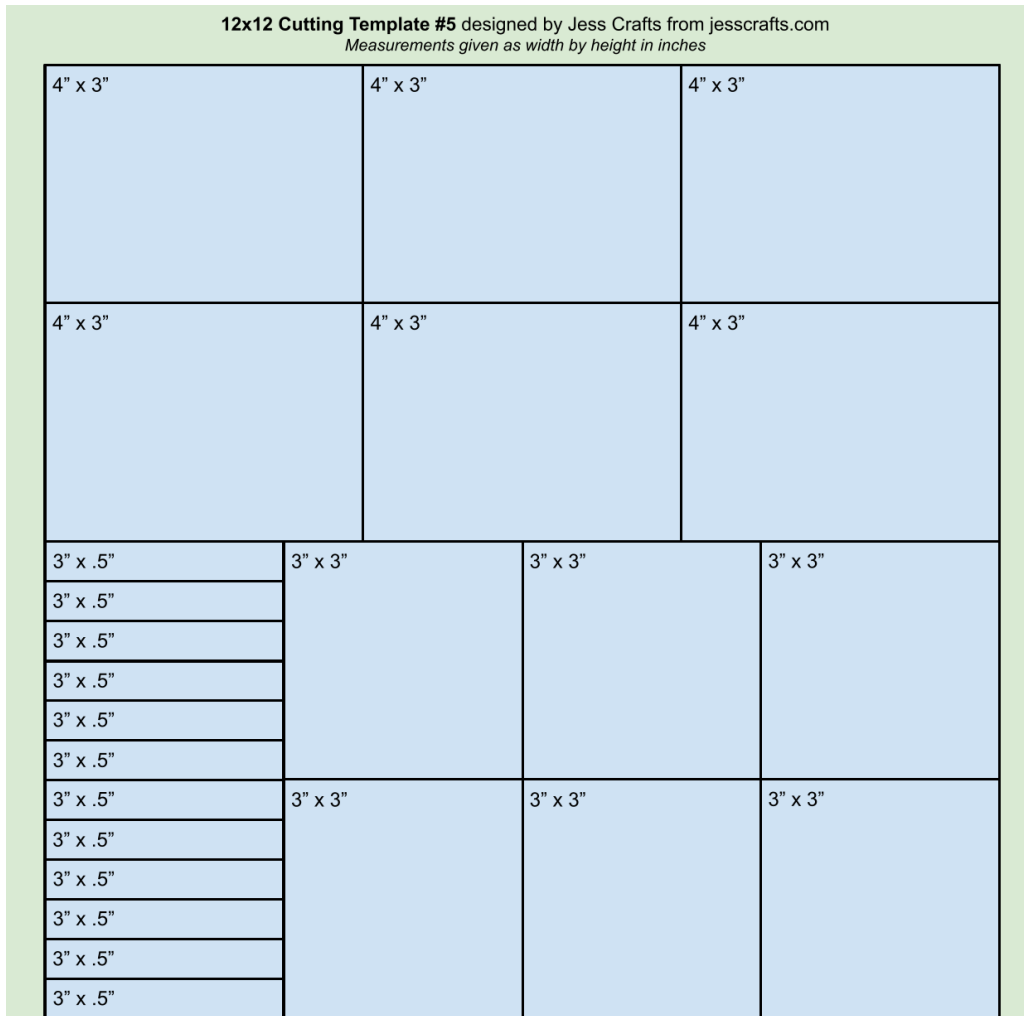 12x12 Cutting Template #5 designed by Jess Crafts from jesscrafts.com
Measurements given as width by height in inches
4” x 3”
4” x 3”
4” x 3”
4” x 3”
4” x 3”
4” x 3”
3” x .5”
3” x 3”
3” x 3”
3” x 3”
3” x .5”
3” x .5”
3” x .5”
3” x .5”
3” x .5”
3” x .5”
3” x 3”
3” x 3”
3” x 3”
3” x .5”
3” x .5”
3” x .5”
3” x .5”
3” x .5”